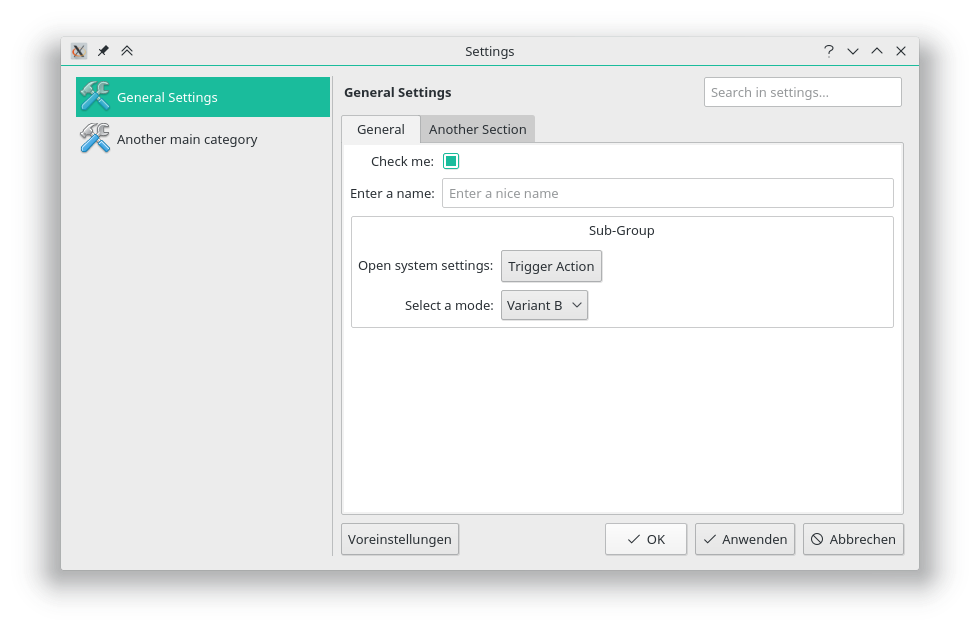 Settings
General Settings
Another main category
General Settings
Search in settings...
General
Another Section
Check me:
Enter a name:
Enter a nice name
Sub-Group
Open system settings:
Trigger Action
Select a mode:
Variant B
Voreinstellungen
OK
Anwenden
Abbrechen